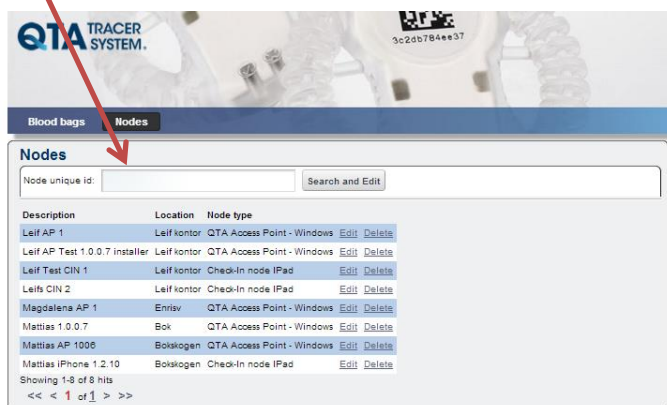 QTA TRACER SYSTEM.
3c2db784ee37
Blood bags Nodes
Nodes
Node unique id: Search and Edit
Description Location Node type
Leif AP 1 Leif kontor QTA Access Point - Windows Edit Delete
Leif AP Test 1.0.0.7 installer Leif kontor QTA Access Point - Windows Edit Delete
Leif Test CIN 1 Leif kontor Check-In node IPad Edit Delete
Leifs CIN 2 Leif kontor Check-In node IPad Edit Delete
Magdalena AP 1 Enrisv QTA Access Point - Windows Edit Delete
Mattias 1.0.0.7 Bok QTA Access Point - Windows Edit Delete
Mattias AP 1006 Bokskogen QTA Access Point - Windows Edit Delete
Mattias iPhone 1.2.10 Bokskogen Check-In node IPad Edit Delete
Showing 1-8 of 8 hits
<< < 1 of 1 > >>